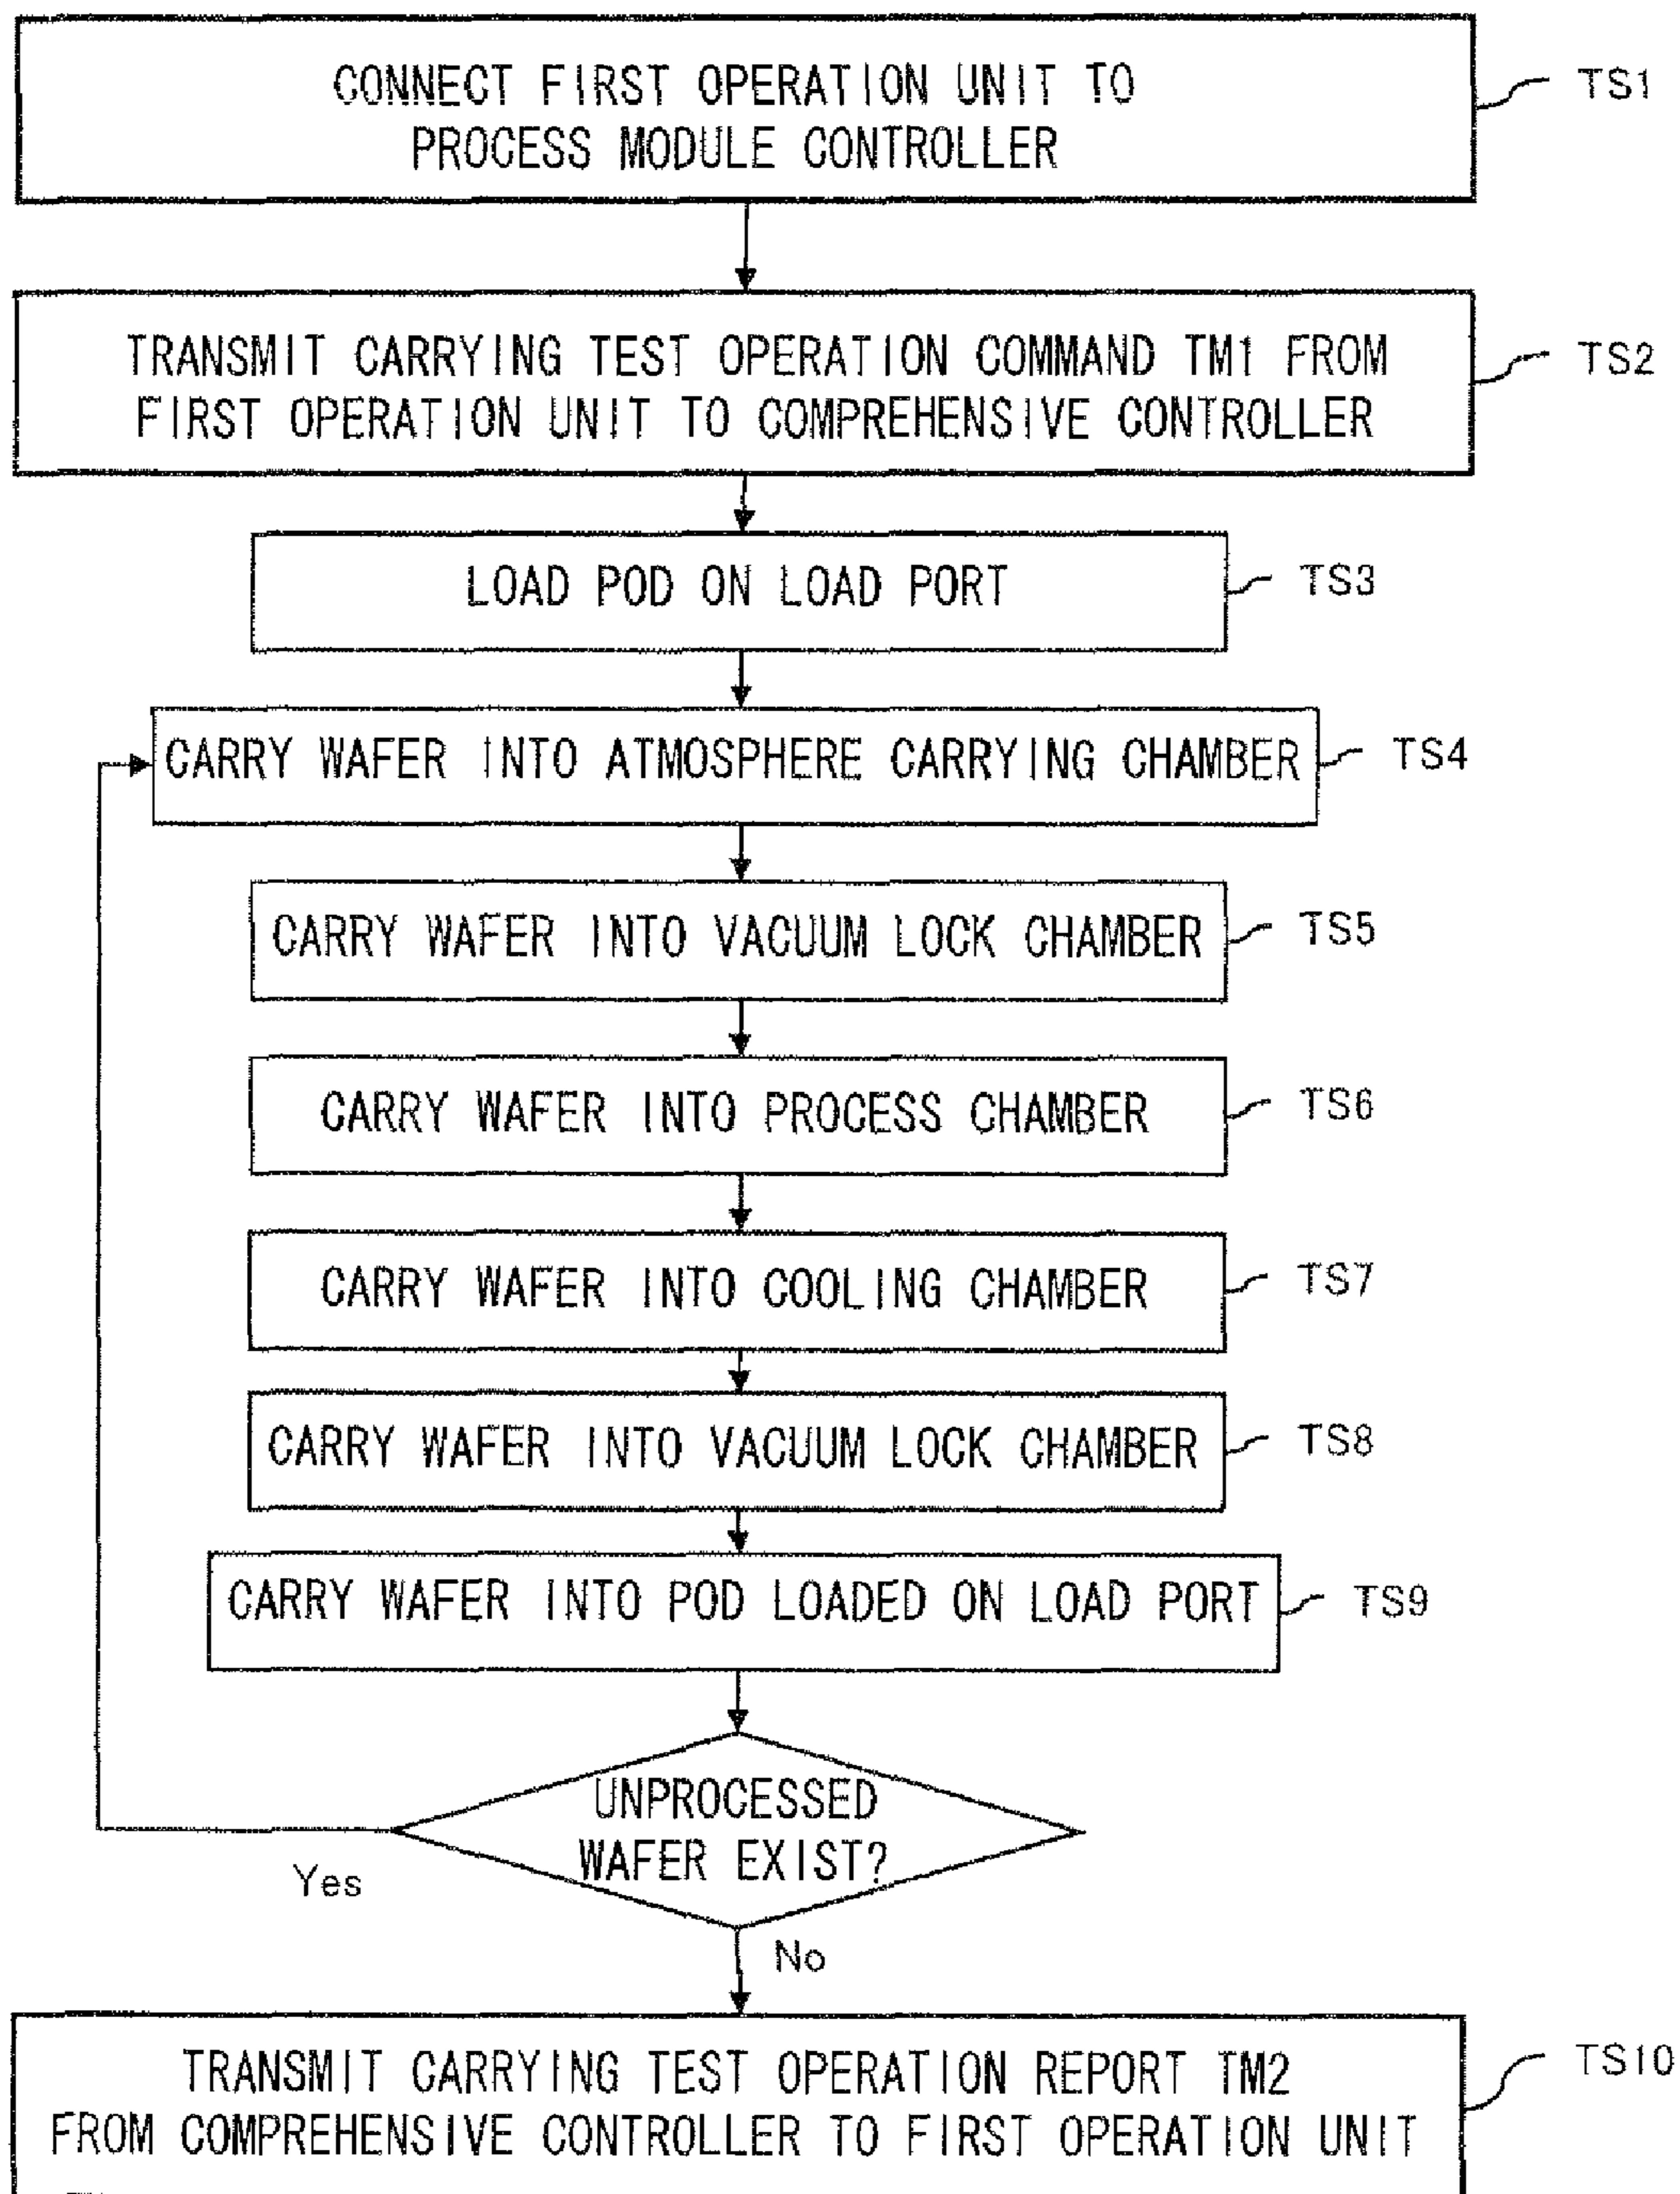 CONNECT FIRST OPERATION UNIT TO
PROCESS MODULE CONTROLLER
TS1
TRANSMIT CARRYING TEST OPERATION COMMAND TM1 FROM
FIRST OPERATION UNIT TO COMPREHENSIVE CONTROLLER
TS2
LOAD POD ON LOAD PORT
TS3
CARRY WAFER INTO ATMOSPHERE CARRYING CHAMBER
TS4
CARRY WAFER INTO VACUUM LOCK CHAMBER
TS5
CARRY WAFER INTO PROCESS CHAMBER
TS6
CARRY WAFER INTO COOLING CHAMBER
TS7
CARRY WAFER INTO VACUUM LOCK CHAMBER
TS8
CARRY WAFER INTO POD LOADED ON LOAD PORT
TS9
UNPROCESSED
WAFER EXIST?
Yes
No
TRANSMIT CARRYING TEST OPERATION REPORT TM2
FROM COMPREHENSIVE CONTROLLER TO FIRST OPERATION UNIT
TS10